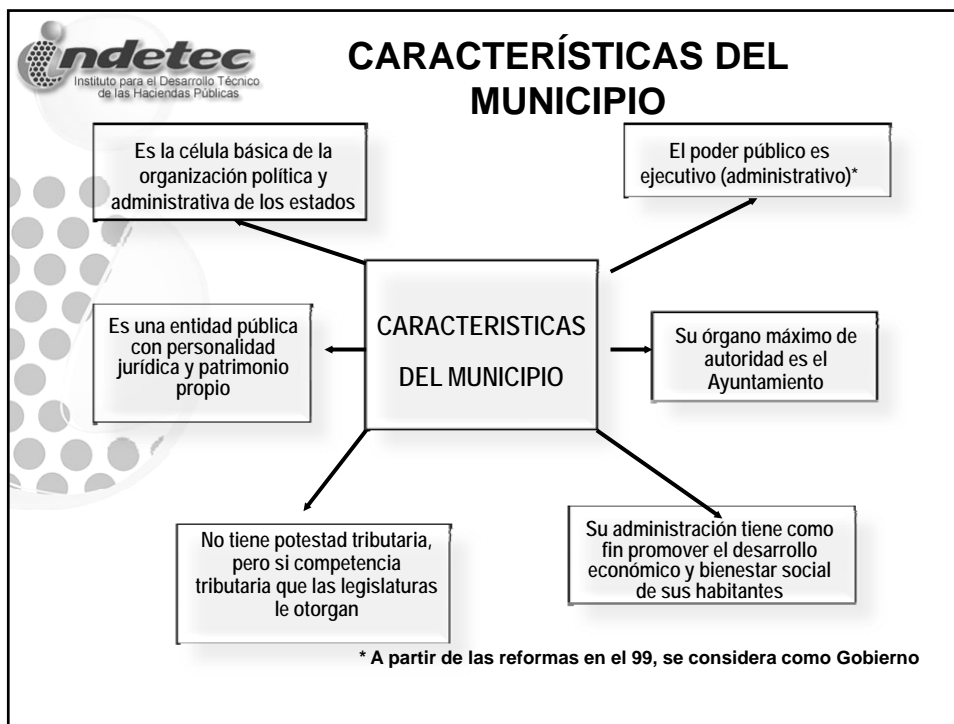 indetec
Instituto para el Desarrollo Técnico
de las Haciendas Públicas
CARACTERÍSTICAS DEL
MUNICIPIO
Es la célula básica de la
organización política y
administrativa de los estados
El poder público es
ejecutivo (administrativo)*
Es una entidad pública
con personalidad
jurídica y patrimonio
propio
CARACTERISTICAS
DEL MUNICIPIO
Su órgano máximo de
autoridad es el
Ayuntamiento
No tiene potestad tributaria,
pero si competencia
tributaria que las legislaturas
le otorgan
Su administración tiene como
fin promover el desarrollo
económico y bienestar social
de sus habitantes
* A partir de las reformas en el 99, se considera como Gobierno